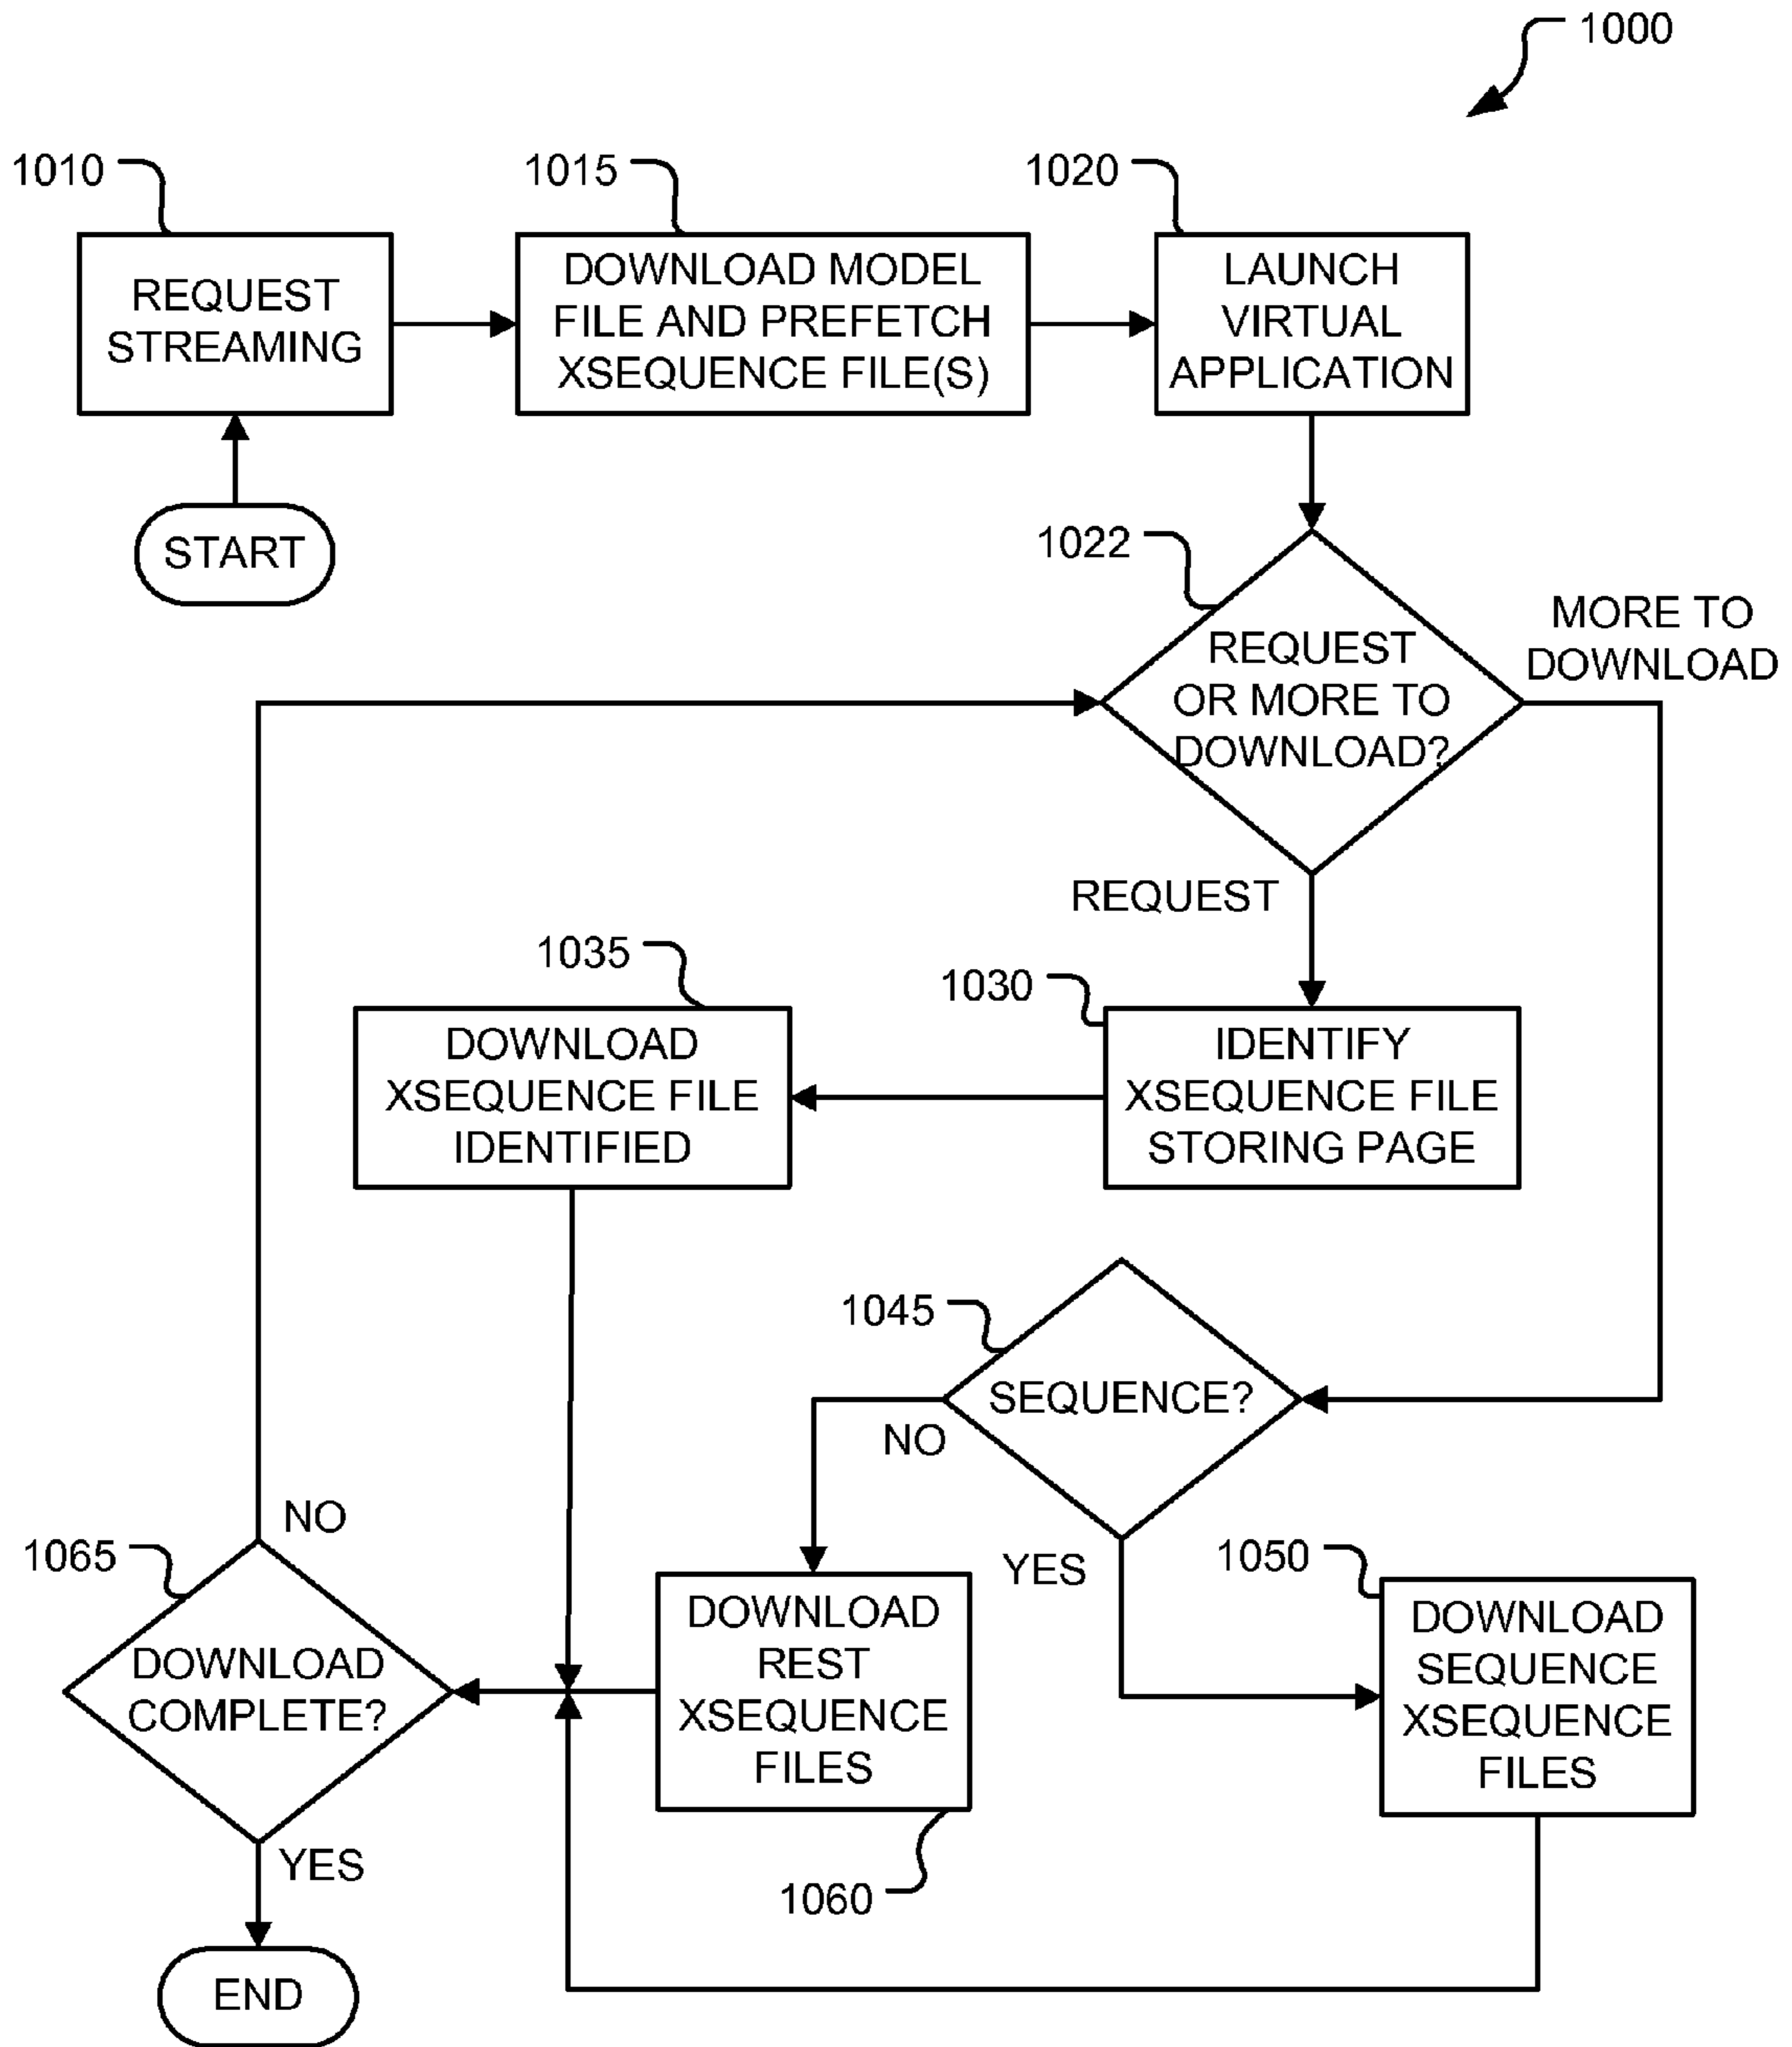 1000
1010
1015
1020
REQUEST
STREAMING
DOWNLOAD MODEL
FILE AND PREFETCH
XSEQUENCE FILE(S)
LAUNCH
VIRTUAL
APPLICATION
START
1022
REQUEST
OR MORE TO
DOWNLOAD?
MORE TO
DOWNLOAD
REQUEST
1035
1030
DOWNLOAD
XSEQUENCE FILE
IDENTIFIED
IDENTIFY
XSEQUENCE FILE
STORING PAGE
1045
SEQUENCE?
NO
YES
NO
1065
DOWNLOAD
COMPLETE?
YES
DOWNLOAD
REST
XSEQUENCE
FILES
1060
1050
DOWNLOAD
SEQUENCE
XSEQUENCE
FILES
END